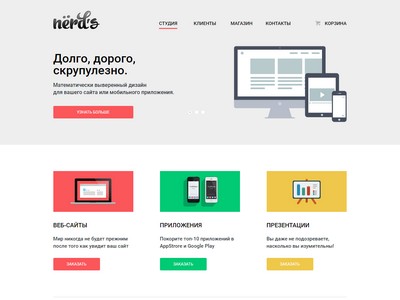 nërd's
СТУДИЯ КЛИЕНТЫ МАГАЗИН КОНТАКТЫ КОРЗИНА
Долго, дорого,
скрупулезно.
Математически выверенный дизайн
для вашего сайта или мобильного приложения.
УЗНАТЬ БОЛЬШЕ
ВЕБ-САЙТЫ ПРИЛОЖЕНИЯ ПРЕЗЕНТАЦИИ
Мир никогда не будет прежним Покорите топ 10 приложений в Вы даже не подозреваете,
после того как увидит ваш сайт AppStrore и Google Play насколько вы изумительны!
ЗАКАЗАТЬ ЗАКАЗАТЬ ЗАКАЗАТЬ